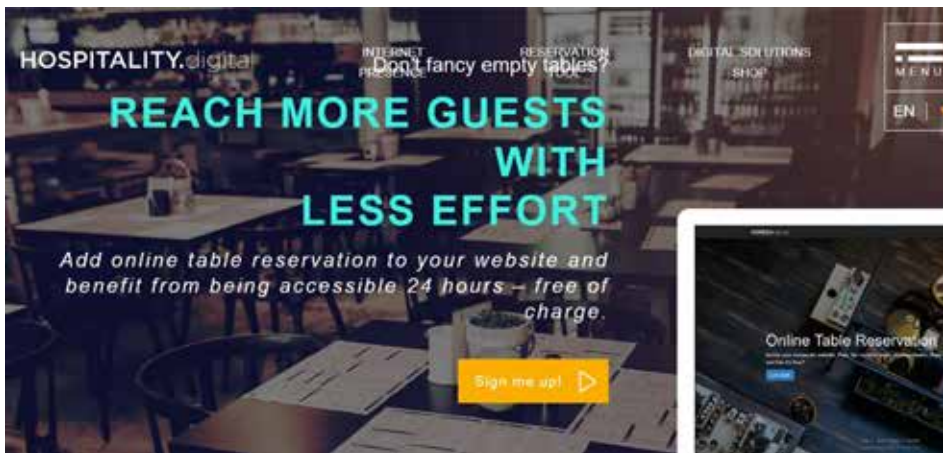 HOSPITALITY.digital
INTERNET
PRESENCE
RESERVATION
TOOL
DIGITAL SOLUTIONS
SHOP
MENU
EN |
Don't fancy empty tables?
REACH MORE GUESTS
WITH
LESS EFFORT
Add online table reservation to your website and
benefit from being accessible 24 hours – free of
charge.
Sign me up!
Online Table Reservation